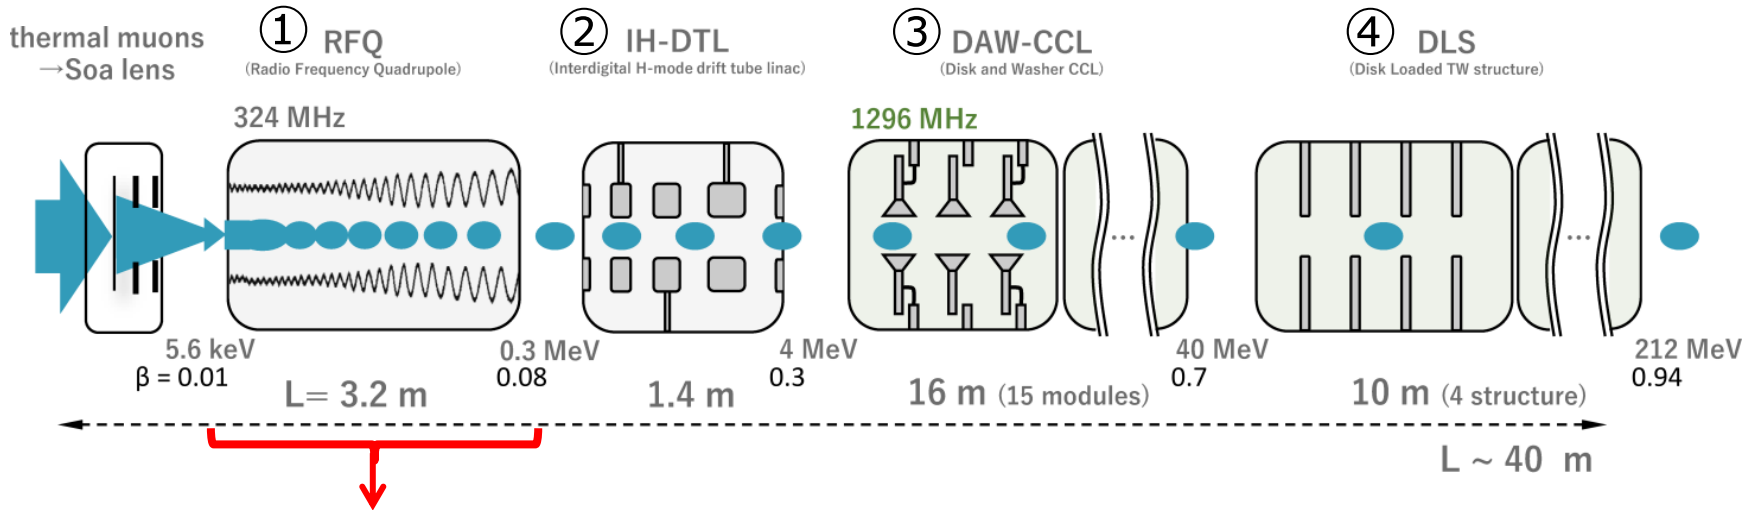 thermal muons
→Soa lens
① RFQ
(Radio Frequency Quadrupole)
② IH-DTL
(Interdigital H-mode drift tube linac)
③ DAW-CCL
(Disk and Washer CCL)
④ DLS
(Disk Loaded TW structure)
324 MHz
1296 MHz
...
...
5.6 keV
β = 0.01
0.3 MeV
0.08
4 MeV
0.3
40 MeV
0.7
212 MeV
0.94
L= 3.2 m
1.4 m
16 m (15 modules)
10 m (4 structure)
L ~ 40 m